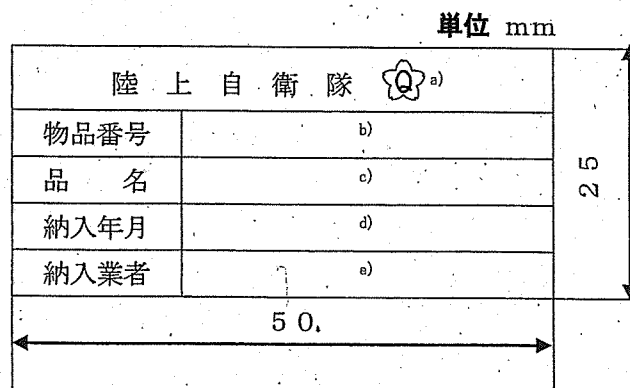 単位 mm
陸上自衛隊 Q a)
物品番号 b)
品名 c)
納入年月 d)
納入業者 e)
25
50